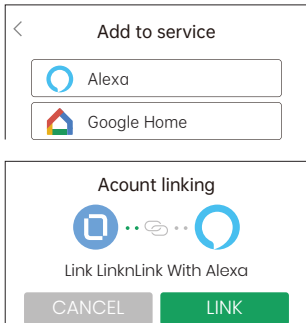 Add to service
Alexa
Google Home
Acount linking
Link LinknLink With Alexa
CANCEL
LINK